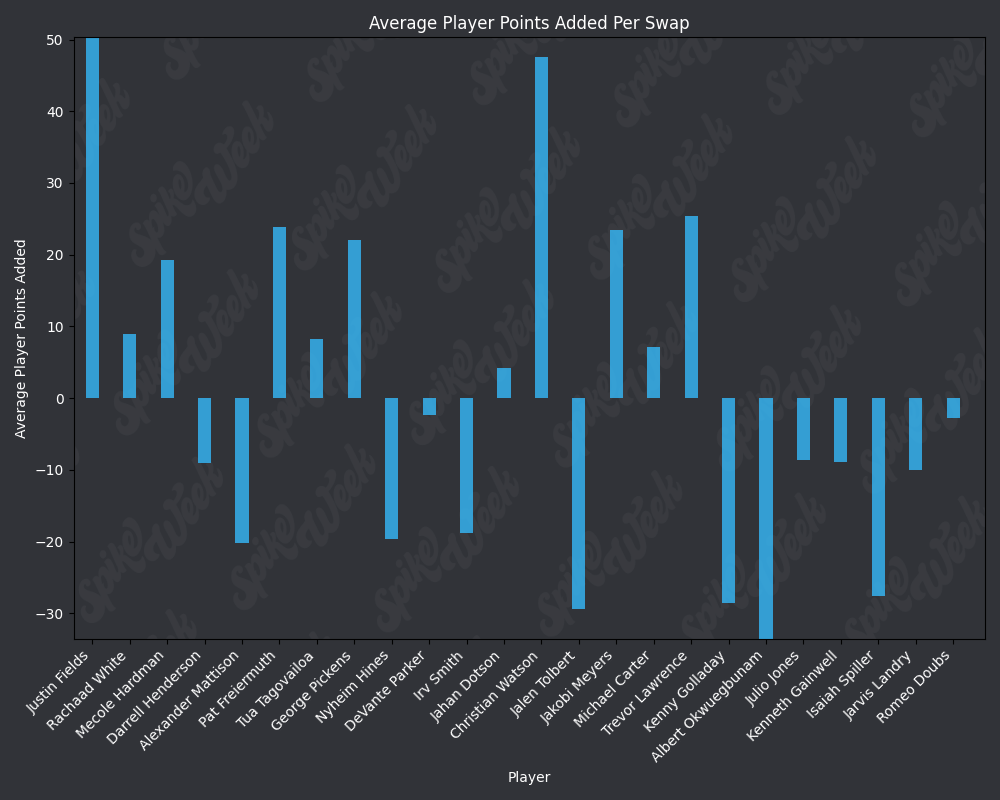 Average Player Points Added Per Swap
Average Player Points Added
50
40
30
20
10
0
−10
−20
−30
Justin Fields
Rachaad White
Mecole Hardman
Darrell Henderson
Alexander Mattison
Pat Freiermuth
Tua Tagovailoa
George Pickens
Nyheim Hines
DeVante Parker
Irv Smith
Jahan Dotson
Christian Watson
Jalen Tolbert
Jakobi Meyers
Michael Carter
Trevor Lawrence
Kenny Golladay
Albert Okwuegbunam
Julio Jones
Kenneth Gainwell
Isaiah Spiller
Jarvis Landry
Romeo Doubs
Player
Spike Week